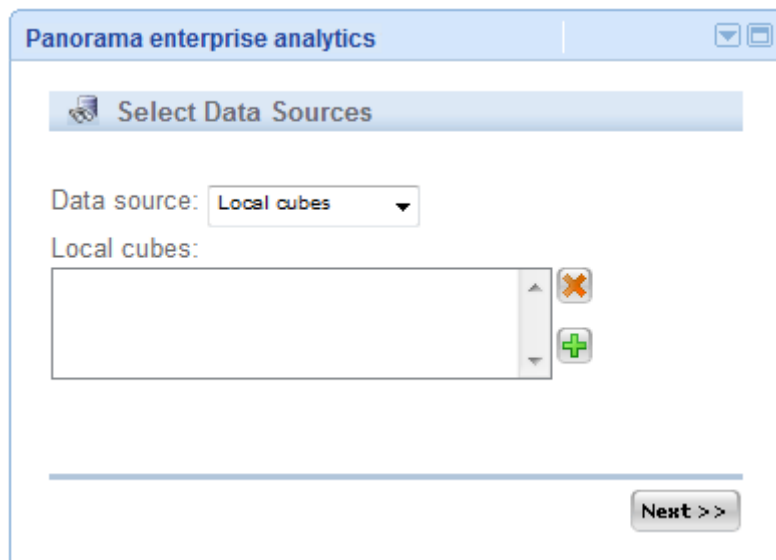 Panorama enterprise analytics
Select Data Sources
Data source: Local cubes
Local cubes:
Next >>